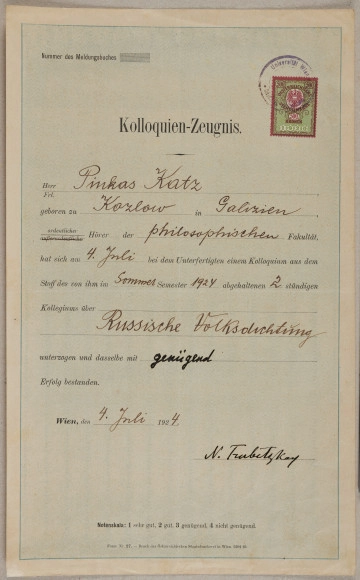 Nummer des Meldungsbuches
Universität Wien
Kolloquien-Zeugnis.
Herr Pinkas Katz
Frl.
geboren zu Kozlow in Galizien,
ordentlicher
außerordentlicher Hörer der philosophischen Fakultät,
hat sich am 4. Juli bei dem Unterfertigten einem Kolloquium aus dem
Stoff des von ihm im Sommer Semester 1924 abgehaltenen 2 stündigen
Kollegiums über
Russische Volksdichtung
unterzogen und dasselbe mit genügend
Erfolg bestanden.
Wien, den 4. Juli 1924.
N. Trubetzkoy
Notenskala: 1 sehr gut, 2 gut, 3 genügend, 4 nicht genügend.